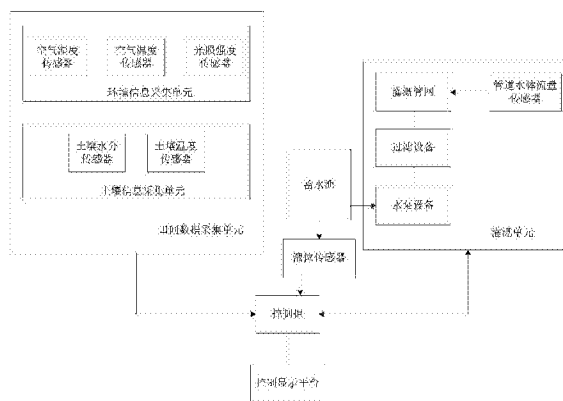 空气湿度
传感器
空气温度
传感器
光照强度
传感器
环境信息采集单元
土壤水分
传感器
土壤温度
传感器
土壤信息采集单元
田间数据采集单元
蓄水池
液位传感器
控制柜
控制显示平台
灌溉管网
管道水体流量
传感器
过滤设备
水泵设备
灌溉单元